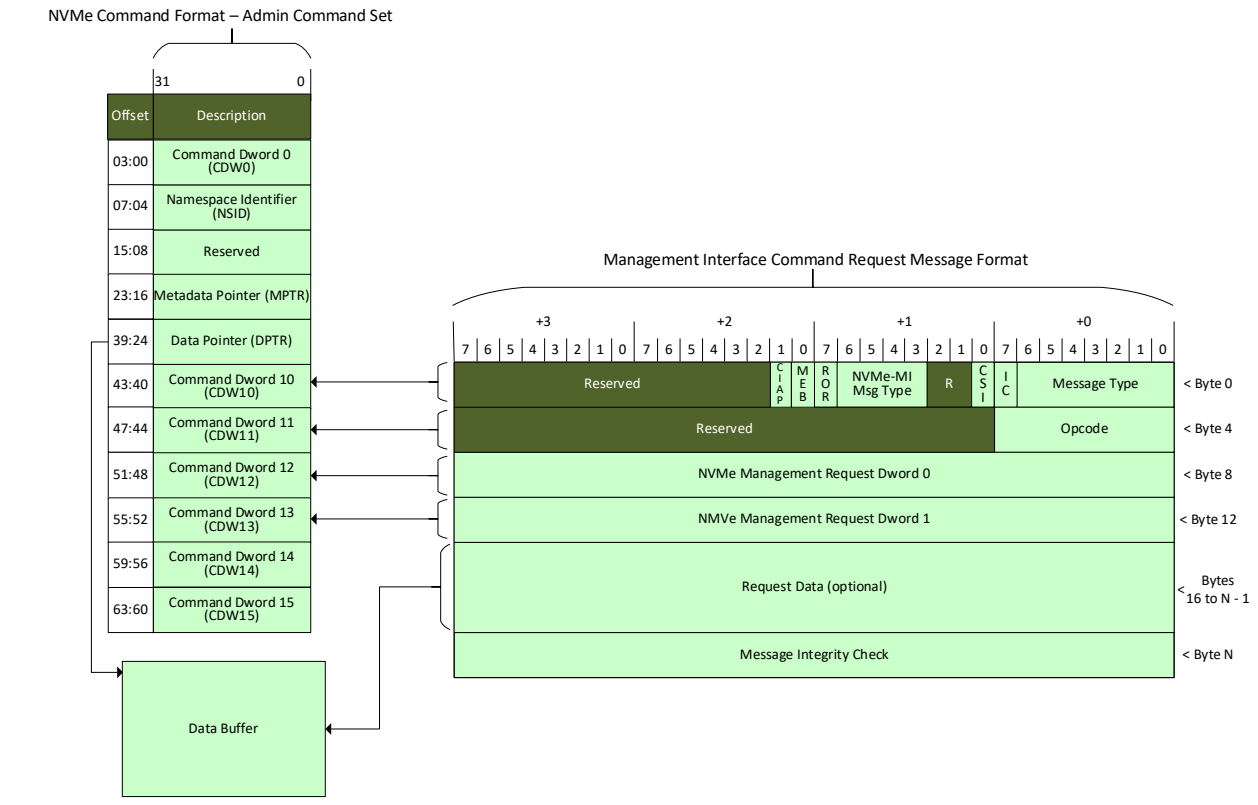 NVMe Command Format – Admin Command Set
31 0
Offset Description
03:00 Command Dword 0
(CDW0)
07:04 Namespace Identifier
(NSID)
15:08 Reserved
23:16 Metadata Pointer (MPTR)
39:24 Data Pointer (DPTR)
43:40 Command Dword 10
(CDW10)
47:44 Command Dword 11
(CDW11)
51:48 Command Dword 12
(CDW12)
55:52 Command Dword 13
(CDW13)
59:56 Command Dword 14
(CDW14)
63:60 Command Dword 15
(CDW15)
Data Buffer
Management Interface Command Request Message Format
+3 +2 +1 +0
7 6 5 4 3 2 1 0 7 6 5 4 3 2 1 0 7 6 5 4 3 2 1 0 7 6 5 4 3 2 1 0
Reserved CIAP MEB ROR NVMe-MI
Msg Type R CSI IC Message Type < Byte 0
Reserved Opcode < Byte 4
NVMe Management Request Dword 0 < Byte 8
NMVe Management Request Dword 1 < Byte 12
Request Data (optional) < Bytes
16 to N - 1
Message Integrity Check < Byte N